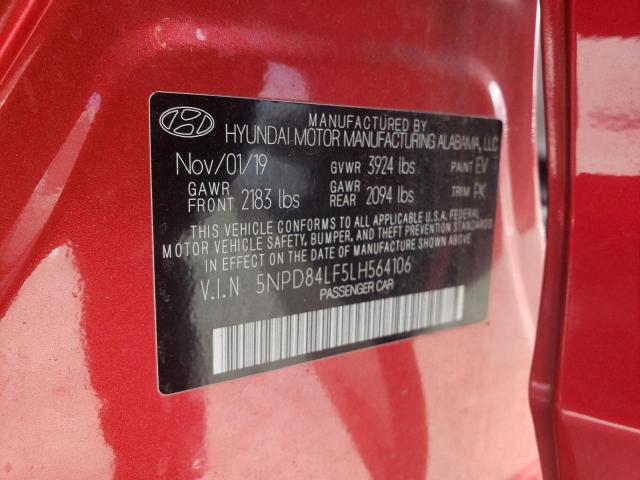 MANUFACTURED BY
HYUNDAI MOTOR MANUFACTURING ALABAMA, LLC
Nov/01/19 GVWR 3924 lbs PAINT EV
GAWR FRONT 2183 lbs GAWR REAR 2094 lbs TRIM PK
THIS VEHICLE CONFORMS TO ALL APPLICABLE U.S.A. FEDERAL
MOTOR VEHICLE SAFETY, BUMPER, AND THEFT PREVENTION STANDARDS
IN EFFECT ON THE DATE OF MANUFACTURE SHOWN ABOVE.
V.I.N 5NPD84LF5LH564106
PASSENGER CAR